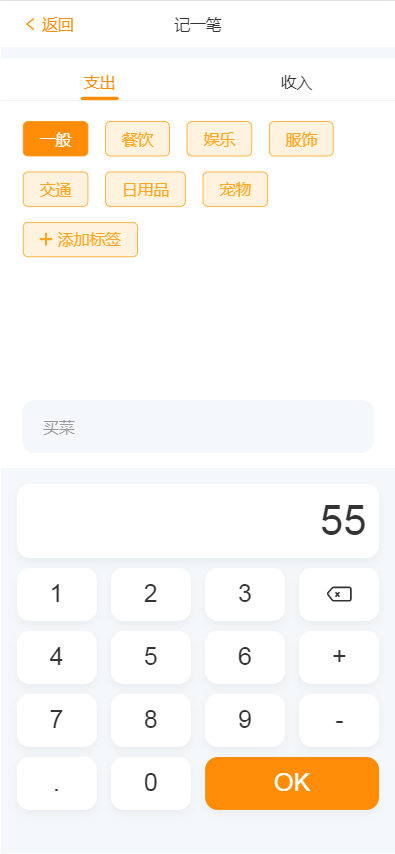 返回 记一笔
支出 收入
一般 餐饮 娱乐 服饰
交通 日用品 宠物
+ 添加标签
买菜
55
1 2 3
4 5 6 +
7 8 9 -
. 0 OK